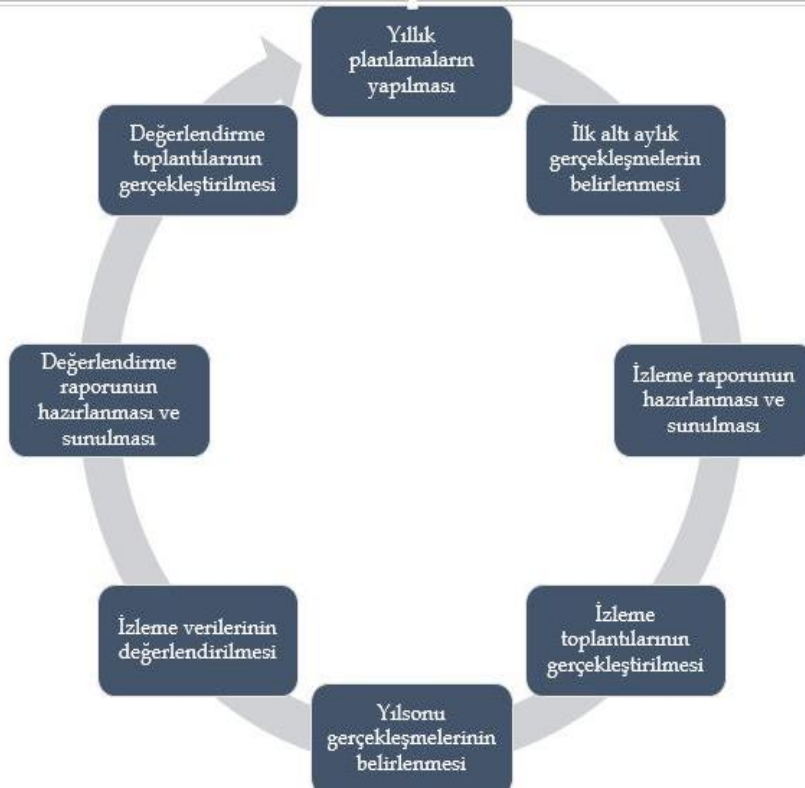 Yıllık
planlamaların
yapılması
İlk altı aylık
gerçekleşmelerin
belirlenmesi
İzleme raporunun
hazırlanması ve
sunulması
İzleme
toplantılarının
gerçekleştirilmesi
Yılsonu
gerçekleşmelerinin
belirlenmesi
İzleme verilerinin
değerlendirilmesi
Değerlendirme
raporunun
hazırlanması ve
sunulması
Değerlendirme
toplantılarının
gerçekleştirilmesi